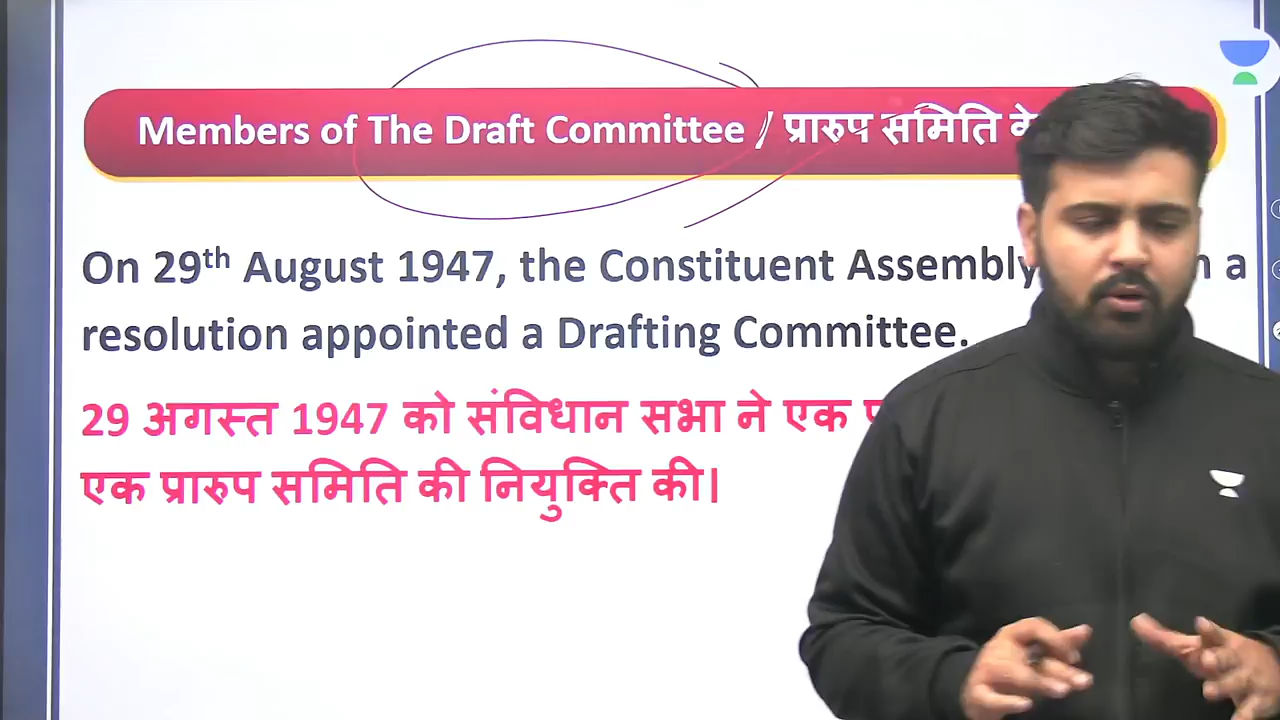 Members of The Draft Committee / प्रारुप समिति के
On 29th August 1947, the Constituent Assembly a
resolution appointed a Drafting Committee.
29 अगस्त 1947 को संविधान सभा ने एक
एक प्रारुप समिति की नियुक्ति की।